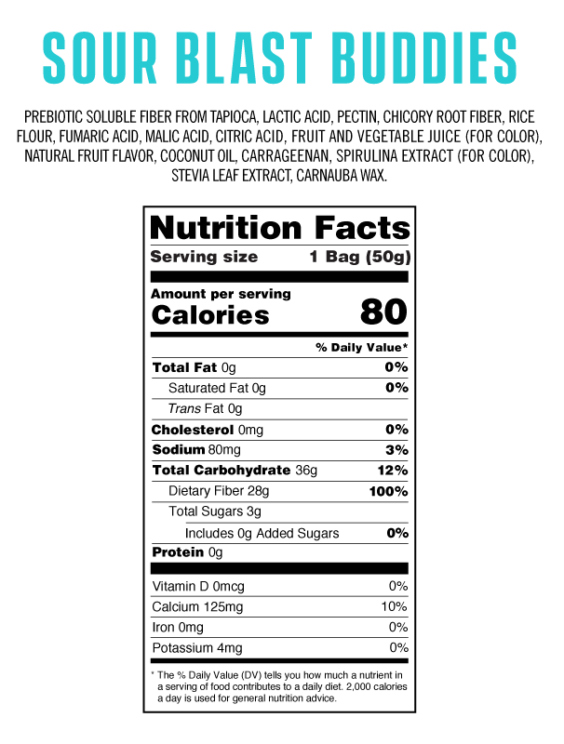 SOUR BLAST BUDDIES
PREBIOTIC SOLUBLE FIBER FROM TAPIOCA, LACTIC ACID, PECTIN, CHICORY ROOT FIBER, RICE
FLOUR, FUMARIC ACID, MALIC ACID, CITRIC ACID, FRUIT AND VEGETABLE JUICE (FOR COLOR),
NATURAL FRUIT FLAVOR, COCONUT OIL, CARRAGEENAN, SPIRULINA EXTRACT (FOR COLOR),
STEVIA LEAF EXTRACT, CARNAUBA WAX.
Nutrition Facts
Serving size 1 Bag (50g)
Amount per serving
Calories 80
% Daily Value*
Total Fat 0g 0%
Saturated Fat 0g 0%
Trans Fat 0g
Cholesterol 0mg 0%
Sodium 80mg 3%
Total Carbohydrate 36g 12%
Dietary Fiber 28g 100%
Total Sugars 3g
Includes 0g Added Sugars 0%
Protein 0g
Vitamin D 0mcg 0%
Calcium 125mg 10%
Iron 0mg 0%
Potassium 4mg 0%
* The % Daily Value (DV) tells you how much a nutrient in
a serving of food contributes to a daily diet. 2,000 calories
a day is used for general nutrition advice.